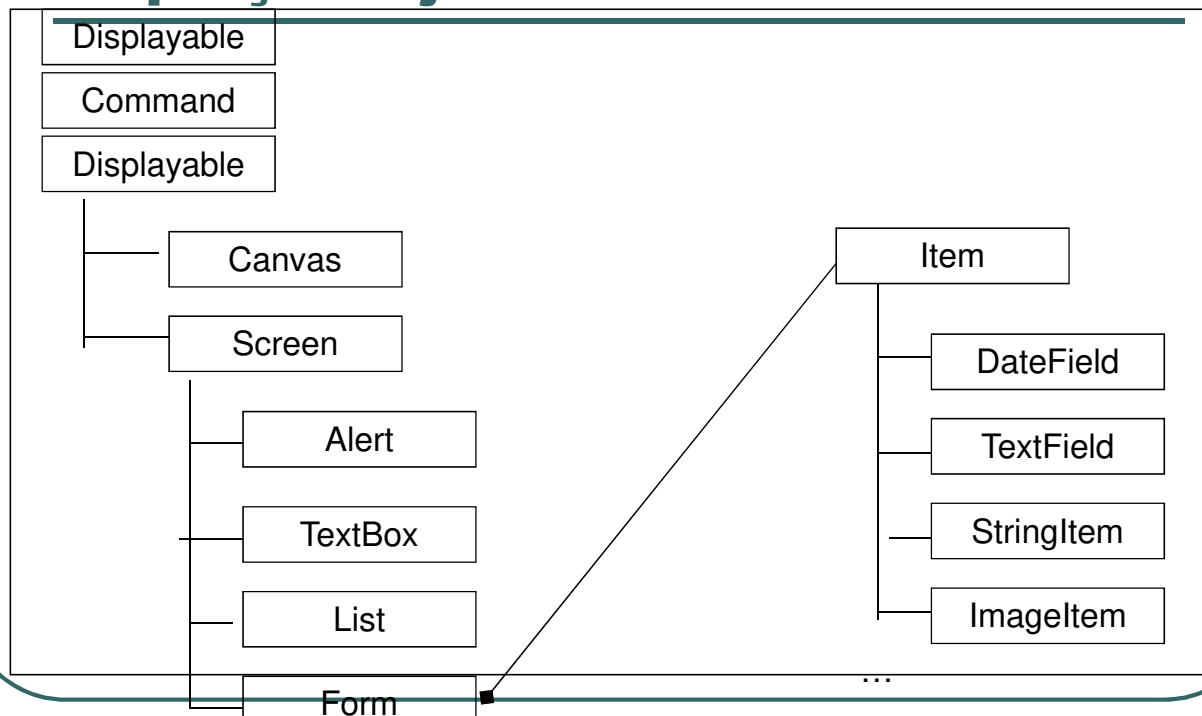 Displayable
Command
Displayable
Canvas
Screen
Alert
TextBox
List
Form
Item
DateField
TextField
StringItem
ImageItem
...